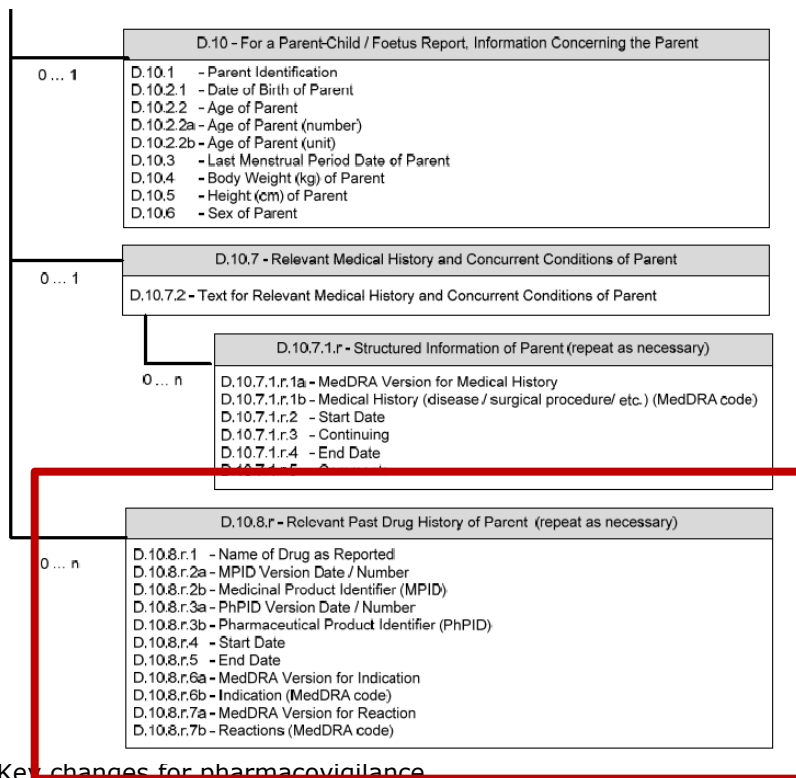 D.10 - For a Parent-Child / Foetus Report, Information Concerning the Parent
0 ... 1
D.10.1 - Parent Identification
D.10.2.1 - Date of Birth of Parent
D.10.2.2 - Age of Parent
D.10.2.2a - Age of Parent (number)
D.10.2.2b - Age of Parent (unit)
D.10.3 - Last Menstrual Period Date of Parent
D.10.4 - Body Weight (kg) of Parent
D.10.5 - Height (cm) of Parent
D.10.6 - Sex of Parent
D.10.7 - Relevant Medical History and Concurrent Conditions of Parent
0 ... 1
D.10.7.2 - Text for Relevant Medical History and Concurrent Conditions of Parent
D.10.7.1.r - Structured Information of Parent (repeat as necessary)
0 ... n
D.10.7.1.r.1a - MedDRA Version for Medical History
D.10.7.1.r.1b - Medical History (disease / surgical procedure/ etc.) (MedDRA code)
D.10.7.1.r.2 - Start Date
D.10.7.1.r.3 - Continuing
D.10.7.1.r.4 - End Date
D.10.8.r - Relevant Past Drug History of Parent (repeat as necessary)
0 ... n
D.10.8.r.1 - Name of Drug as Reported
D.10.8.r.2a - MPID Version Date / Number
D.10.8.r.2b - Medicinal Product Identifier (MPID)
D.10.8.r.3a - PhPID Version Date / Number
D.10.8.r.3b - Pharmaceutical Product Identifier (PhPID)
D.10.8.r.4 - Start Date
D.10.8.r.5 - End Date
D.10.8.r.6a - MedDRA Version for Indication
D.10.8.r.6b - Indication (MedDRA code)
D.10.8.r.7a - MedDRA Version for Reaction
D.10.8.r.7b - Reactions (MedDRA code)
Key changes for pharmacovigilance